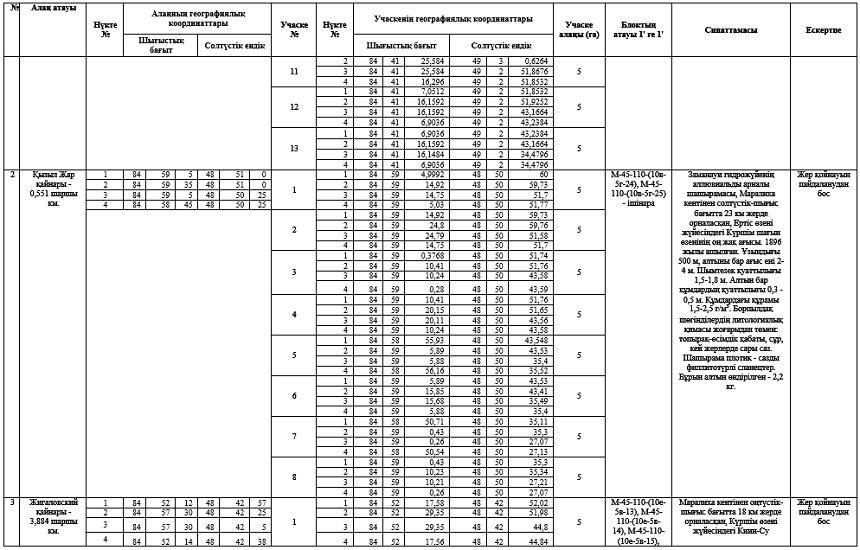 № Алаң атауы Нүкте № Алаңның географиялық координаттары Учаске № Нүкте № Учаскенің географиялық координаттары Учаске алаңы (га) Блоктың атауы 1' ге 1' Сипаттамасы Ескертпе
Шығыстық бағыт Солтүстік ендік Шығыстық бағыт Солтүстік ендік
11 5
2 84 41 25,584 49 3 0,6264
3 84 41 25,584 49 2 51,8676
4 84 41 16,296 49 2 51,8532
12 5
1 84 41 7,0512 49 2 51,8532
2 84 41 16,1592 49 2 51,9252
3 84 41 16,1592 49 2 43,1664
4 84 41 6,9036 49 2 43,2384
13 5
1 84 41 6,9036 49 2 43,2384
2 84 41 16,1592 49 2 43,1664
3 84 41 16,1484 49 2 34,4796
4 84 41 6,9036 49 2 34,4796
2 Қызыл Жар қайнары - 0,551 шаршы км.
1 84 59 5 48 51 0
2 84 59 35 48 51 0
3 84 59 5 48 50 25
4 84 58 45 48 50 25
1 5
1 84 59 4,9992 48 50 60
2 84 59 14,92 48 50 59,73
3 84 59 14,75 48 50 51,7
4 84 59 5,03 48 50 51,77
2 5
1 84 59 14,92 48 50 59,73
2 84 59 24,8 48 50 59,76
3 84 59 24,79 48 50 51,58
4 84 59 14,75 48 50 51,7
3 5
1 84 59 0,3768 48 50 51,74
2 84 59 10,41 48 50 51,76
3 84 59 10,24 48 50 43,58
4 84 59 0,28 48 50 43,59
4 5
1 84 59 10,41 48 50 51,76
2 84 59 20,15 48 50 51,65
3 84 59 20,11 48 50 43,56
4 84 59 10,24 48 50 43,58
5 5
1 84 58 55,93 48 50 43,548
2 84 59 5,89 48 50 43,53
3 84 59 5,88 48 50 35,4
4 84 58 56,16 48 50 35,52
6 5
1 84 59 5,89 48 50 43,53
2 84 59 15,85 48 50 43,41
3 84 59 15,68 48 50 35,49
4 84 59 5,88 48 50 35,4
7 5
1 84 58 50,71 48 50 35,11
2 84 59 0,43 48 50 35,3
3 84 59 0,26 48 50 27,07
4 84 58 50,54 48 50 27,13
8 5
1 84 59 0,43 48 50 35,3
2 84 59 10,23 48 50 35,34
3 84 59 10,21 48 50 27,21
4 84 59 0,26 48 50 27,07
М-45-110-(10в-
5г-24), М-45-
110-(10в-5г-25)
- ішінара
Заманауи гидрожүйенің
аллювиальды арналы
шашырамасы, Маралиха
кентінен солтүстік-шығыс
бағытта 23 км жерде
орналасқан, Ертіс өзені
жүйесіндегі Күршім шағын
өзенінің оң жақ ағысы. 1896
жылы ашылған. Ұзындығы
500 м, алтыны бар ағыс ені 2-
4 м. Шымтезек қуаттылығы
1,5-1,8 м. Алтын бар
құмдардың қуаттылығы 0,3 -
0,5 м. Құмдардағы құрамы
1,5-2,5 г/м³. Борпылдақ
шөгінділердің литологиялық
қимасы жоғарыдан төмен:
топырақ-өсімдік қабаты, сұр,
кей жерлерде сары саз.
Шашырама плотик - сазды
филлитотүрлі сланецтер.
Бұрын алтын өндірілген - 2,2
кг.
Жер қойнауын
пайдаланудан
бос
3 Жигаловский қайнары - 3,884 шаршы км.
1 84 52 12 48 42 57
2 84 57 30 48 42 25
3 84 57 30 48 42 5
4 84 52 14 48 42 38
1 5
1 84 52 17,58 48 42 52,02
2 84 52 29,35 48 42 51,98
3 84 52 29,35 48 42 44,8
4 84 52 17,56 48 42 44,84
М-45-110-(10е-
5в-13), М-45-
110-(10е-5в-
14), М-45-110-
(10е-5в-15),
Маралиха кентінен оңтүстік-
шығыс бағытта 18 км жерде
орналасқан, Күршім өзені
жүйесіндегі Киин-Су
Жер қойнауын
пайдаланудан
бос